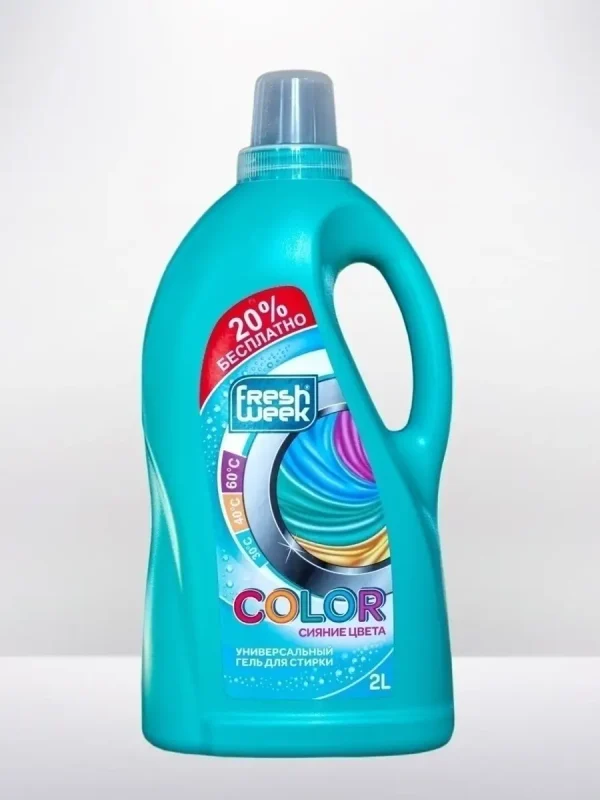 20%
БЕСПЛАТНО
fresh
week
60°C
40°C
30°C
COLOR
СИЯНИЕ ЦВЕТА
УНИВЕРСАЛЬНЫЙ
ГЕЛЬ ДЛЯ СТИРКИ
2L